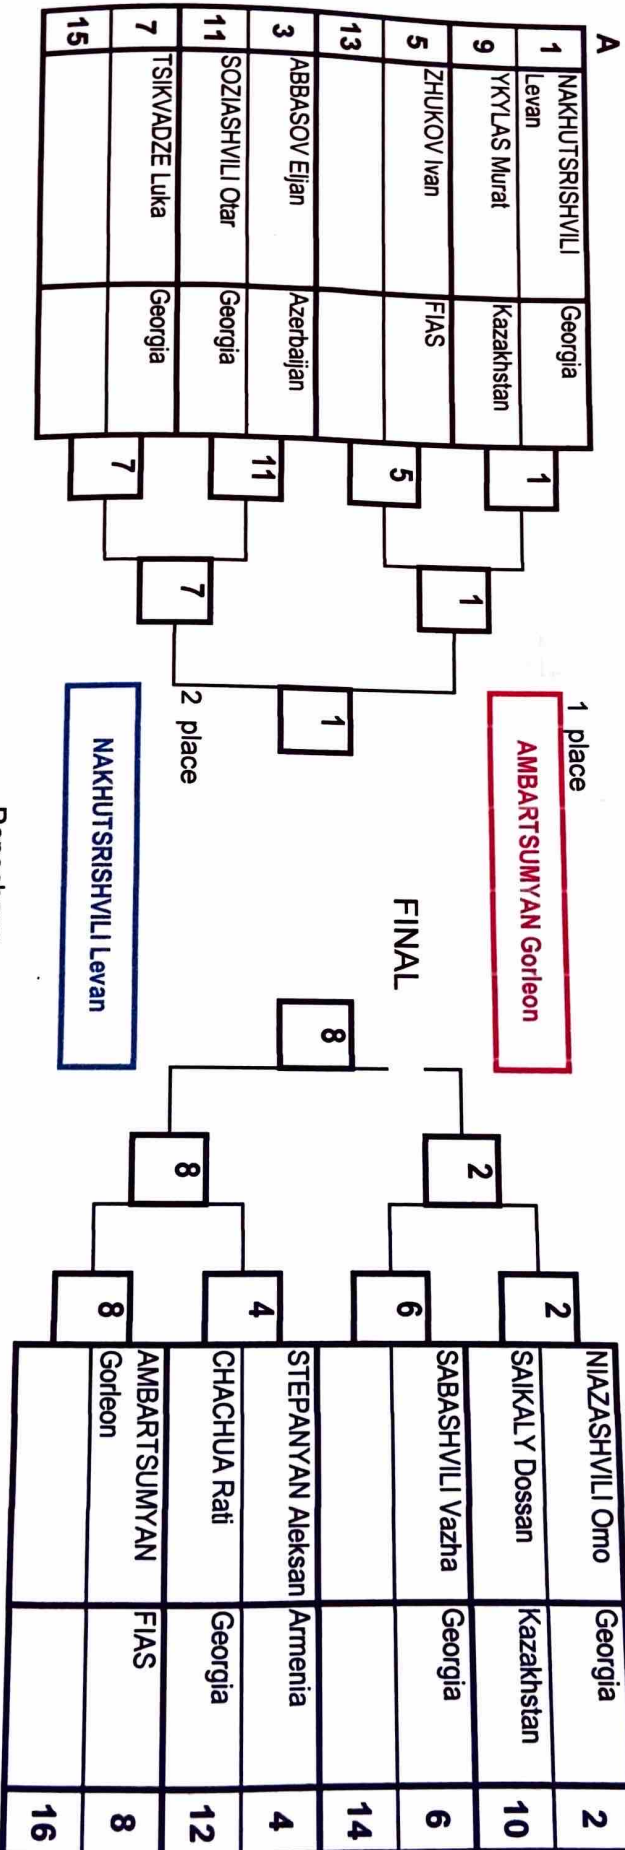 A
1 NAKHUTSRISHVILI Georgia
Levan
9 YKYLAS Murat Kazakhstan
5 ZHUKOV Ivan FIAS
13
3 ABBASOV Eljan Azerbaijan
11 SOZIASHVILI Otar Georgia
7 TSIKVADZE Luka Georgia
15
1
5
11
7
1
7
1
1 place
AMBARTSUMYAN Gorleon
FINAL
2 place
NAKHUTSRISHVILI Levan
8
2
8
2
6
4
8
NIAZASHVILI Omo Georgia 2
SAIKALY Dossan Kazakhstan 10
SABASHVILI Vazha Georgia 6
14
STEPANYAN Aleksan Armenia 4
CHACHUA Rati Georgia 12
AMBARTSUMYAN FIAS 8
Gorleon
16